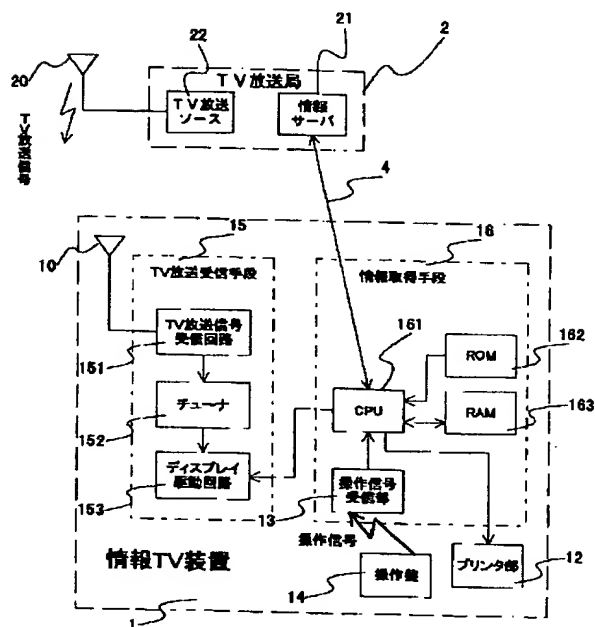 21
22
2
20
TV放送局
TV放送
ソース
情報
サーバ
TV放送信号
4
10
15
16
TV放送受信手段
情報取得手段
161
TV放送信号
受信回路
151
ROM
162
CPU
RAM
163
チューナ
152
ディスプレイ
駆動回路
153
操作信号
受信部
13
操作信号
情報TV装置
14
操作盤
プリンタ部
12
1